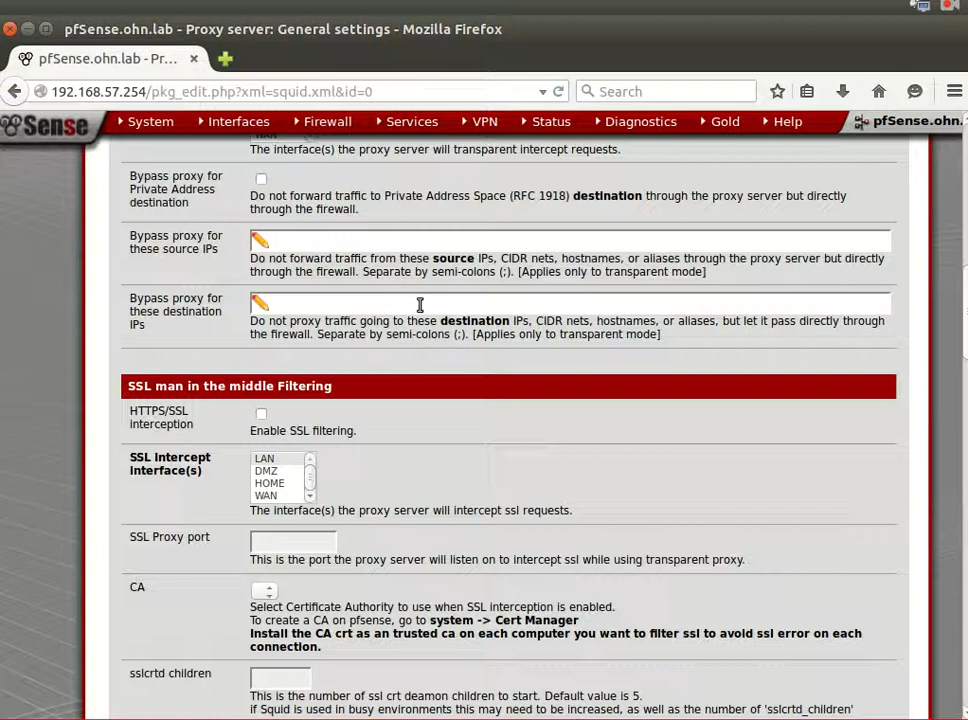 pfSense.ohn.lab - Proxy server: General settings - Mozilla Firefox
pfSense.ohn.lab - Pr...
192.168.57.254/pkg_edit.php?xml=squid.xml&id=0
Search
Sense
System
Interfaces
Firewall
Services
VPN
Status
Diagnostics
Gold
Help
pfSense.ohn.
The interface(s) the proxy server will transparent intercept requests.
Bypass proxy for
Private Address
destination
Do not forward traffic to Private Address Space (RFC 1918) destination through the proxy server but directly
through the firewall.
Bypass proxy for
these source IPs
Do not forward traffic from these source IPs, CIDR nets, hostnames, or aliases through the proxy server but directly
through the firewall. Separate by semi-colons (;). [Applies only to transparent mode]
Bypass proxy for
these destination
IPs
Do not proxy traffic going to these destination IPs, CIDR nets, hostnames, or aliases, but let it pass directly through
the firewall. Separate by semi-colons (;). [Applies only to transparent mode]
SSL man in the middle Filtering
HTTPS/SSL
interception
Enable SSL filtering.
SSL Intercept
interface(s)
LAN
DMZ
HOME
WAN
The interface(s) the proxy server will intercept ssl requests.
SSL Proxy port
This is the port the proxy server will listen on to intercept ssl while using transparent proxy.
CA
Select Certificate Authority to use when SSL interception is enabled.
To create a CA on pfsense, go to system -> Cert Manager
Install the CA crt as an trusted ca on each computer you want to filter ssl to avoid ssl error on each
connection.
sslcrtd children
This is the number of ssl crt deamon children to start. Default value is 5.
if Squid is used in busy environments this may need to be increased, as well as the number of 'sslcrtd_children'